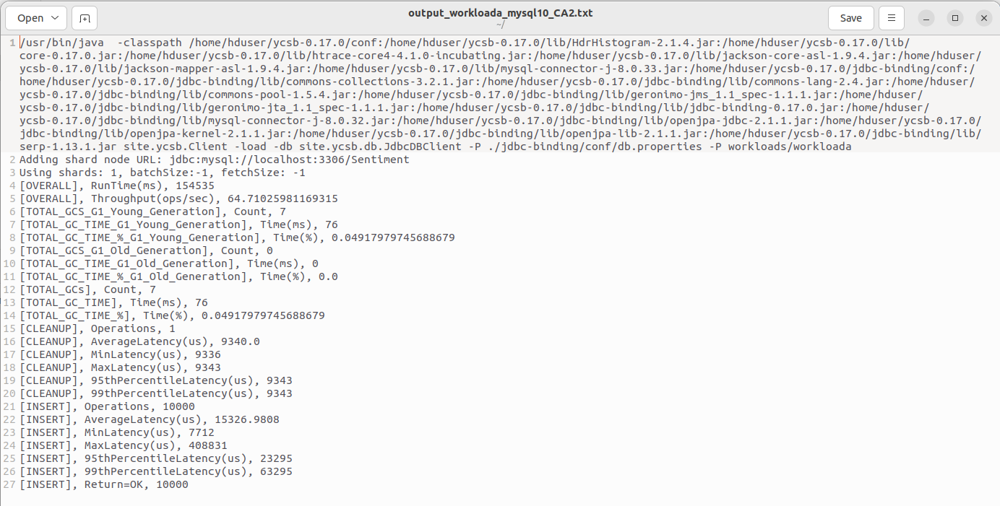 Open
output_workloada_mysql10_CA2.txt
~/
Save
1 /usr/bin/java  -classpath /home/hduser/ycsb-0.17.0/conf:/home/hduser/ycsb-0.17.0/lib/HdrHistogram-2.1.4.jar:/home/hduser/ycsb-0.17.0/lib/
core-0.17.0.jar:/home/hduser/ycsb-0.17.0/lib/htrace-core4-4.1.0-incubating.jar:/home/hduser/ycsb-0.17.0/lib/jackson-core-asl-1.9.4.jar:/home/hduser/
ycsb-0.17.0/lib/jackson-mapper-asl-1.9.4.jar:/home/hduser/ycsb-0.17.0/lib/mysql-connector-j-8.0.33.jar:/home/hduser/ycsb-0.17.0/jdbc-binding/conf:/
home/hduser/ycsb-0.17.0/jdbc-binding/lib/commons-collections-3.2.1.jar:/home/hduser/ycsb-0.17.0/jdbc-binding/lib/commons-lang-2.4.jar:/home/hduser/
ycsb-0.17.0/jdbc-binding/lib/commons-pool-1.5.4.jar:/home/hduser/ycsb-0.17.0/jdbc-binding/lib/geronimo-jms_1.1_spec-1.1.1.jar:/home/hduser/
ycsb-0.17.0/jdbc-binding/lib/geronimo-jta_1.1_spec-1.1.1.jar:/home/hduser/ycsb-0.17.0/jdbc-binding/lib/jdbc-binding-0.17.0.jar:/home/hduser/
ycsb-0.17.0/jdbc-binding/lib/mysql-connector-j-8.0.32.jar:/home/hduser/ycsb-0.17.0/jdbc-binding/lib/openjpa-jdbc-2.1.1.jar:/home/hduser/ycsb-0.17.0/
jdbc-binding/lib/openjpa-kernel-2.1.1.jar:/home/hduser/ycsb-0.17.0/jdbc-binding/lib/openjpa-lib-2.1.1.jar:/home/hduser/ycsb-0.17.0/jdbc-binding/lib/
serp-1.13.1.jar site.ycsb.Client -load -db site.ycsb.db.JdbcDBClient -P ./jdbc-binding/conf/db.properties -P workloads/workloada
2 Adding shard node URL: jdbc:mysql://localhost:3306/Sentiment
3 Using shards: 1, batchSize:-1, fetchSize: -1
4 [OVERALL], RunTime(ms), 154535
5 [OVERALL], Throughput(ops/sec), 64.71025981169315
6 [TOTAL_GCS_G1_Young_Generation], Count, 7
7 [TOTAL_GC_TIME_G1_Young_Generation], Time(ms), 76
8 [TOTAL_GC_TIME_%_G1_Young_Generation], Time(%), 0.04917979745688679
9 [TOTAL_GCS_G1_Old_Generation], Count, 0
10 [TOTAL_GC_TIME_G1_Old_Generation], Time(ms), 0
11 [TOTAL_GC_TIME_%_G1_Old_Generation], Time(%), 0.0
12 [TOTAL_GCs], Count, 7
13 [TOTAL_GC_TIME], Time(ms), 76
14 [TOTAL_GC_TIME_%], Time(%), 0.04917979745688679
15 [CLEANUP], Operations, 1
16 [CLEANUP], AverageLatency(us), 9340.0
17 [CLEANUP], MinLatency(us), 9336
18 [CLEANUP], MaxLatency(us), 9343
19 [CLEANUP], 95thPercentileLatency(us), 9343
20 [CLEANUP], 99thPercentileLatency(us), 9343
21 [INSERT], Operations, 10000
22 [INSERT], AverageLatency(us), 15326.9808
23 [INSERT], MinLatency(us), 7712
24 [INSERT], MaxLatency(us), 408831
25 [INSERT], 95thPercentileLatency(us), 23295
26 [INSERT], 99thPercentileLatency(us), 63295
27 [INSERT], Return=OK, 10000